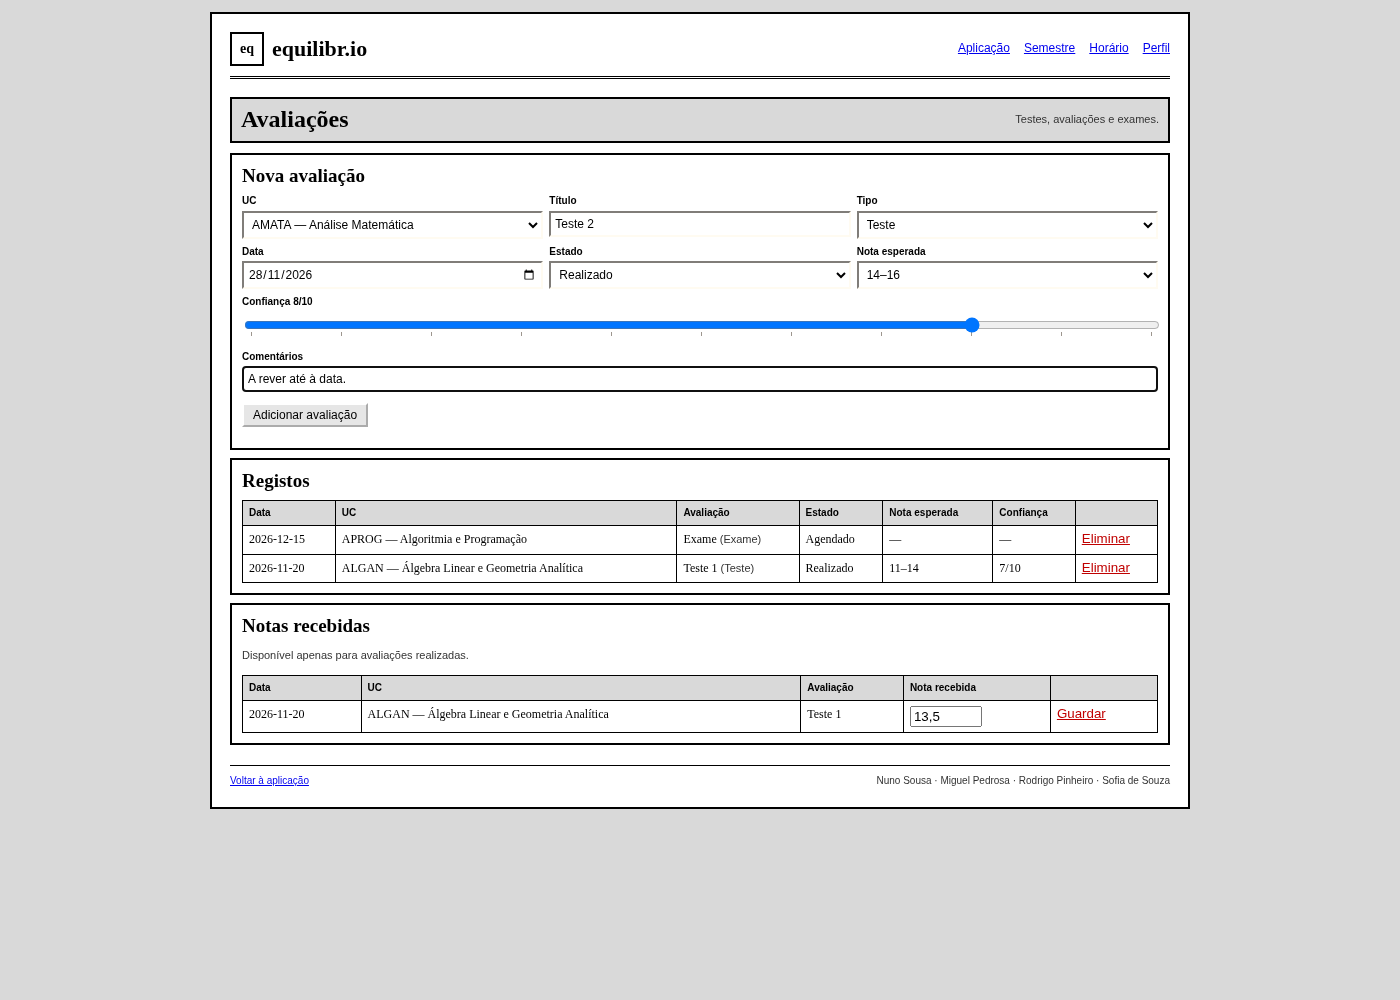 eq equilibr.io Aplicação Semestre Horário Perfil
Avaliações Testes, avaliações e exames.
Nova avaliação
UC Título Tipo
AMATA — Análise Matemática Teste 2 Teste
Data Estado Nota esperada
28/11/2026 Realizado 14–16
Confiança 8/10
Comentários
A rever até à data.
Adicionar avaliação
Registos
Data UC Avaliação Estado Nota esperada Confiança
2026-12-15 APROG — Algoritmia e Programação Exame (Exame) Agendado — — Eliminar
2026-11-20 ALGAN — Álgebra Linear e Geometria Analítica Teste 1 (Teste) Realizado 11–14 7/10 Eliminar
Notas recebidas
Disponível apenas para avaliações realizadas.
Data UC Avaliação Nota recebida
2026-11-20 ALGAN — Álgebra Linear e Geometria Analítica Teste 1 13,5 Guardar
Voltar à aplicação Nuno Sousa · Miguel Pedrosa · Rodrigo Pinheiro · Sofia de Souza